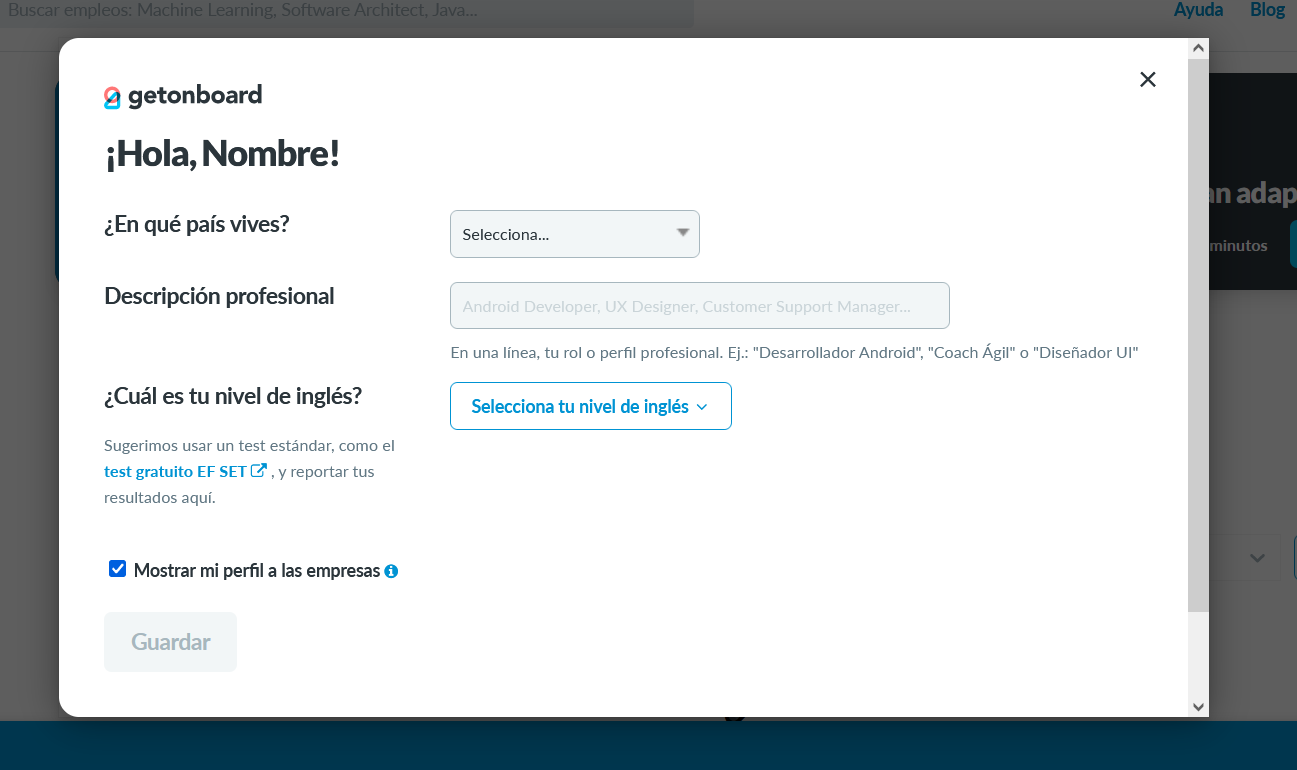 Buscar empleos: Machine Learning, Software Architect, Java...
Ayuda Blog
getonboard
¡Hola, Nombre!
¿En qué país vives?
Selecciona...
an adap
minutos
Descripción profesional
Android Developer, UX Designer, Customer Support Manager...
En una línea, tu rol o perfil profesional. Ej.: "Desarrollador Android", "Coach Ágil" o "Diseñador UI"
¿Cuál es tu nivel de inglés?
Selecciona tu nivel de inglés
Sugerimos usar un test estándar, como el
test gratuito EF SET , y reportar tus
resultados aquí.
Mostrar mi perfil a las empresas
Guardar